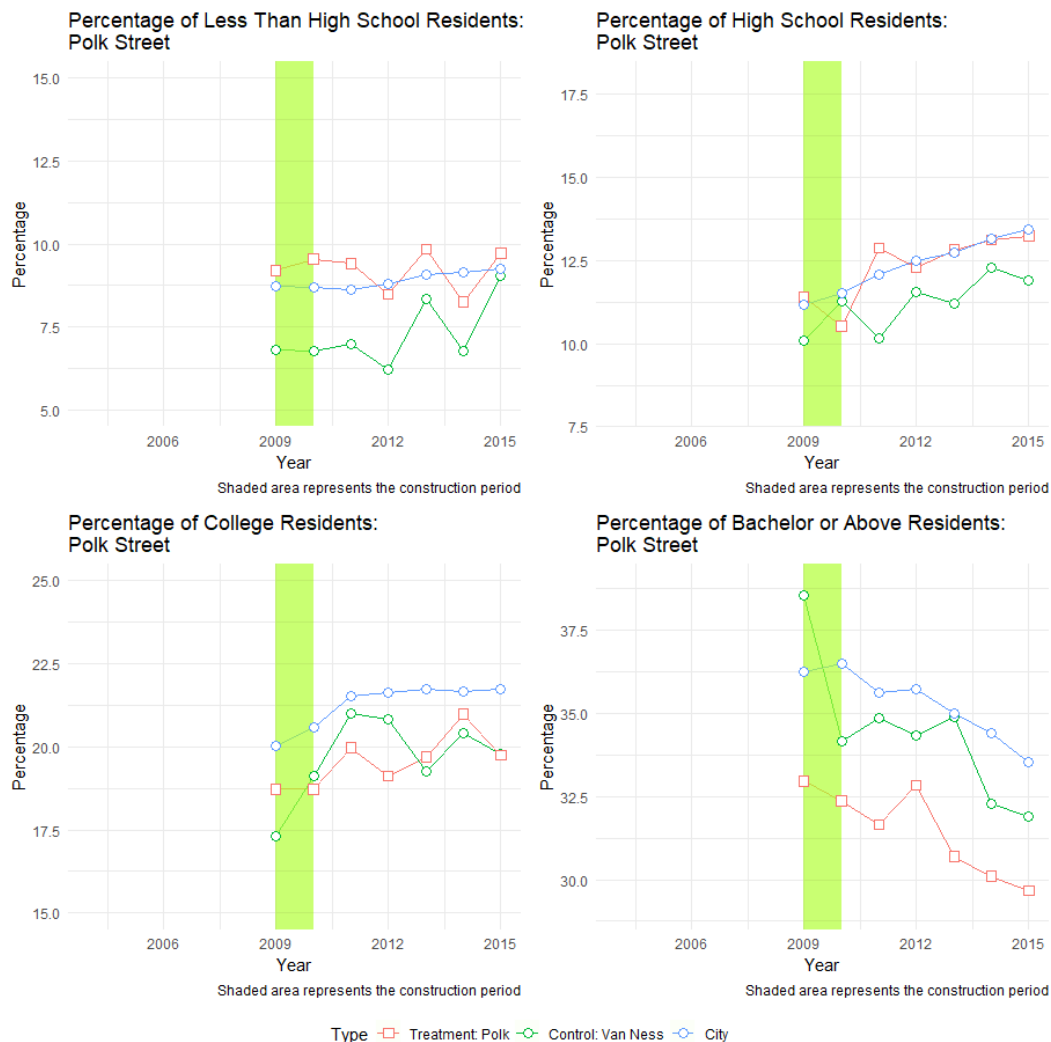 Percentage of Less Than High School Residents:
Polk Street
15.0
12.5
10.0
7.5
5.0
Percentage
2006
2009
2012
2015
Year
Shaded area represents the construction period
Percentage of High School Residents:
Polk Street
17.5
15.0
12.5
10.0
7.5
Percentage
2006
2009
2012
2015
Year
Shaded area represents the construction period
Percentage of College Residents:
Polk Street
25.0
22.5
20.0
17.5
15.0
Percentage
2006
2009
2012
2015
Year
Shaded area represents the construction period
Percentage of Bachelor or Above Residents:
Polk Street
37.5
35.0
32.5
30.0
Percentage
2006
2009
2012
2015
Year
Shaded area represents the construction period
Type Treatment: Polk Control: Van Ness City